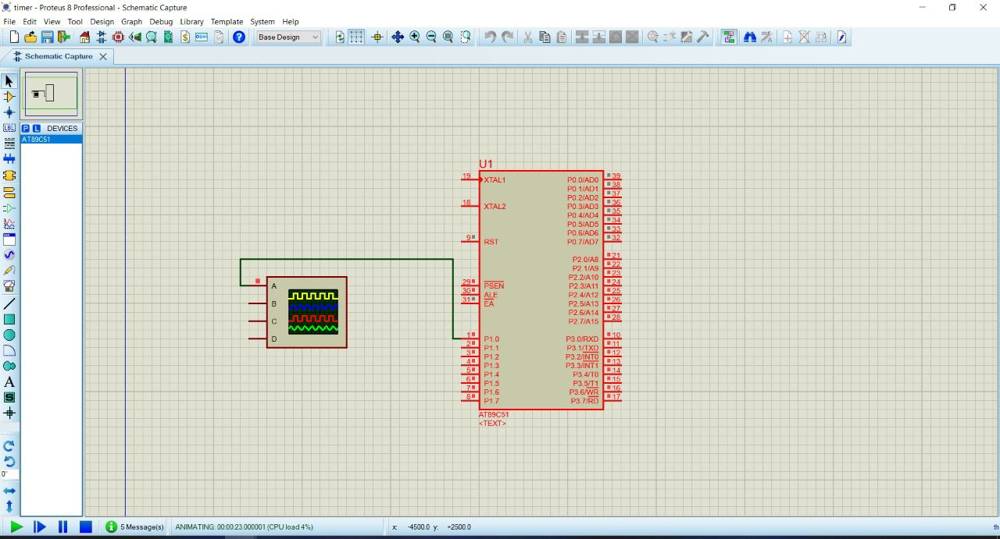 timer - Proteus 8 Professional - Schematic Capture
File Edit View Tool Design Graph Debug Library Template System Help
Base Design
Schematic Capture
P L DEVICES
AT89C51
U1
19 XTAL1
18 XTAL2
9 RST
29 PSEN
30 ALE
31 EA
1 P1.0
2 P1.1
3 P1.2
4 P1.3
5 P1.4
6 P1.5
7 P1.6
8 P1.7
P0.0/AD0 39
P0.1/AD1 38
P0.2/AD2 37
P0.3/AD3 36
P0.4/AD4 35
P0.5/AD5 34
P0.6/AD6 33
P0.7/AD7 32
P2.0/A8 21
P2.1/A9 22
P2.2/A10 23
P2.3/A11 24
P2.4/A12 25
P2.5/A13 26
P2.6/A14 27
P2.7/A15 28
P3.0/RXD 10
P3.1/TXD 11
P3.2/INT0 12
P3.3/INT1 13
P3.4/T0 14
P3.5/T1 15
P3.6/WR 16
P3.7/RD 17
AT89C51
<TEXT>
A
B
C
D
LBL
A
S
0°
5 Message(s) ANIMATING: 00:00:23.000001 (CPU load 4%) x: -4500.0 y: +2500.0 th